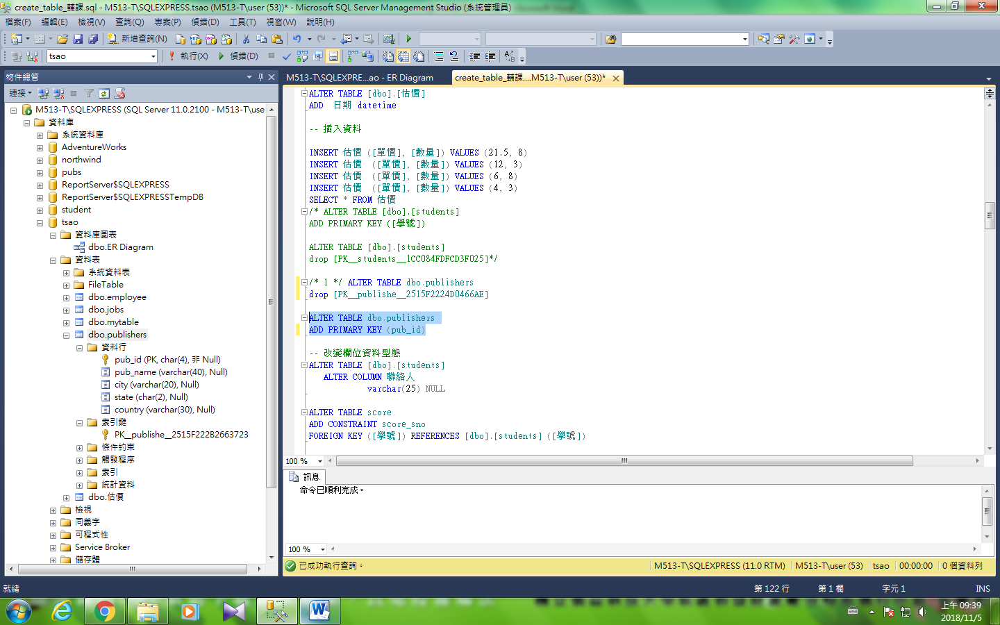 create_table_輔課.sql - M513-T\SQLEXPRESS.tsao (M513-T\user (53))* - Microsoft SQL Server Management Studio (系統管理員)
檔案(F) 編輯(E) 檢視(V) 查詢(Q) 專案(P) 偵錯(D) 工具(T) 視窗(W) 說明(H)
新增查詢(N)
tsao 執行(X) 偵錯(D)
物件總管
連接
M513-T\SQLEXPRESS (SQL Server 11.0.2100 - M513-T\use
資料庫
系統資料庫
AdventureWorks
northwind
pubs
ReportServer$SQLEXPRESS
ReportServer$SQLEXPRESSTempDB
student
tsao
資料庫圖表
dbo.ER Diagram
資料表
系統資料表
FileTable
dbo.employee
dbo.jobs
dbo.mytable
dbo.publishers
資料行
pub_id (PK, char(4), 非 Null)
pub_name (varchar(40), Null)
city (varchar(20), Null)
state (char(2), Null)
country (varchar(30), Null)
索引鍵
PK__publishe__2515F222B2663723
條件約束
觸發程序
索引
統計資料
dbo.估價
檢視
同義字
可程式性
Service Broker
儲存體
M513-T\SQLEXPRE...ao - ER Diagram
create_table_輔課....M513-T\user (53))*
ALTER TABLE [dbo].[估價]
ADD 日期 datetime
-- 插入資料
INSERT 估價 ([單價], [數量]) VALUES (21.5, 8)
INSERT 估價 ([單價], [數量]) VALUES (12, 3)
INSERT 估價 ([單價], [數量]) VALUES (6, 8)
INSERT 估價 ([單價], [數量]) VALUES (4, 3)
SELECT * FROM 估價
/* ALTER TABLE [dbo].[students]
ADD PRIMARY KEY ([學號])
ALTER TABLE [dbo].[students]
drop [PK__students__1CC084FDFCD3F025]*/
/* 1 */ ALTER TABLE dbo.publishers
drop [PK__publishe__2515F2224D0466AE]
ALTER TABLE dbo.publishers
ADD PRIMARY KEY (pub_id)
-- 改變欄位資料型態
ALTER TABLE [dbo].[students]
ALTER COLUMN 聯絡人
varchar(25) NULL
ALTER TABLE score
ADD CONSTRAINT score_sno
FOREIGN KEY ([學號]) REFERENCES [dbo].[students] ([學號])
100 %
訊息
命令已順利完成。
100 %
已成功執行查詢。 M513-T\SQLEXPRESS (11.0 RTM) M513-T\user (53) tsao 00:00:00 0 個資料列
就緒 第 122 行 第 1 欄 字元 1 INS
上午 09:39
2018/11/5